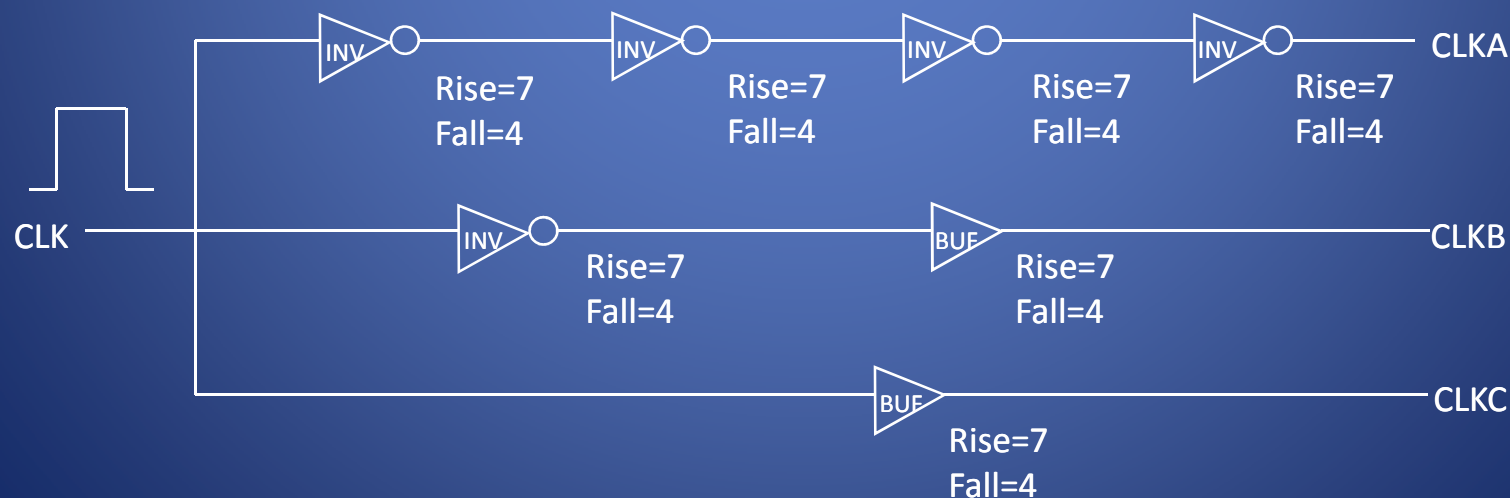 INV
INV
INV
INV
CLKA
Rise=7
Fall=4
Rise=7
Fall=4
Rise=7
Fall=4
Rise=7
Fall=4
CLK
INV
BUF
CLKB
Rise=7
Fall=4
Rise=7
Fall=4
BUF
CLKC
Rise=7
Fall=4